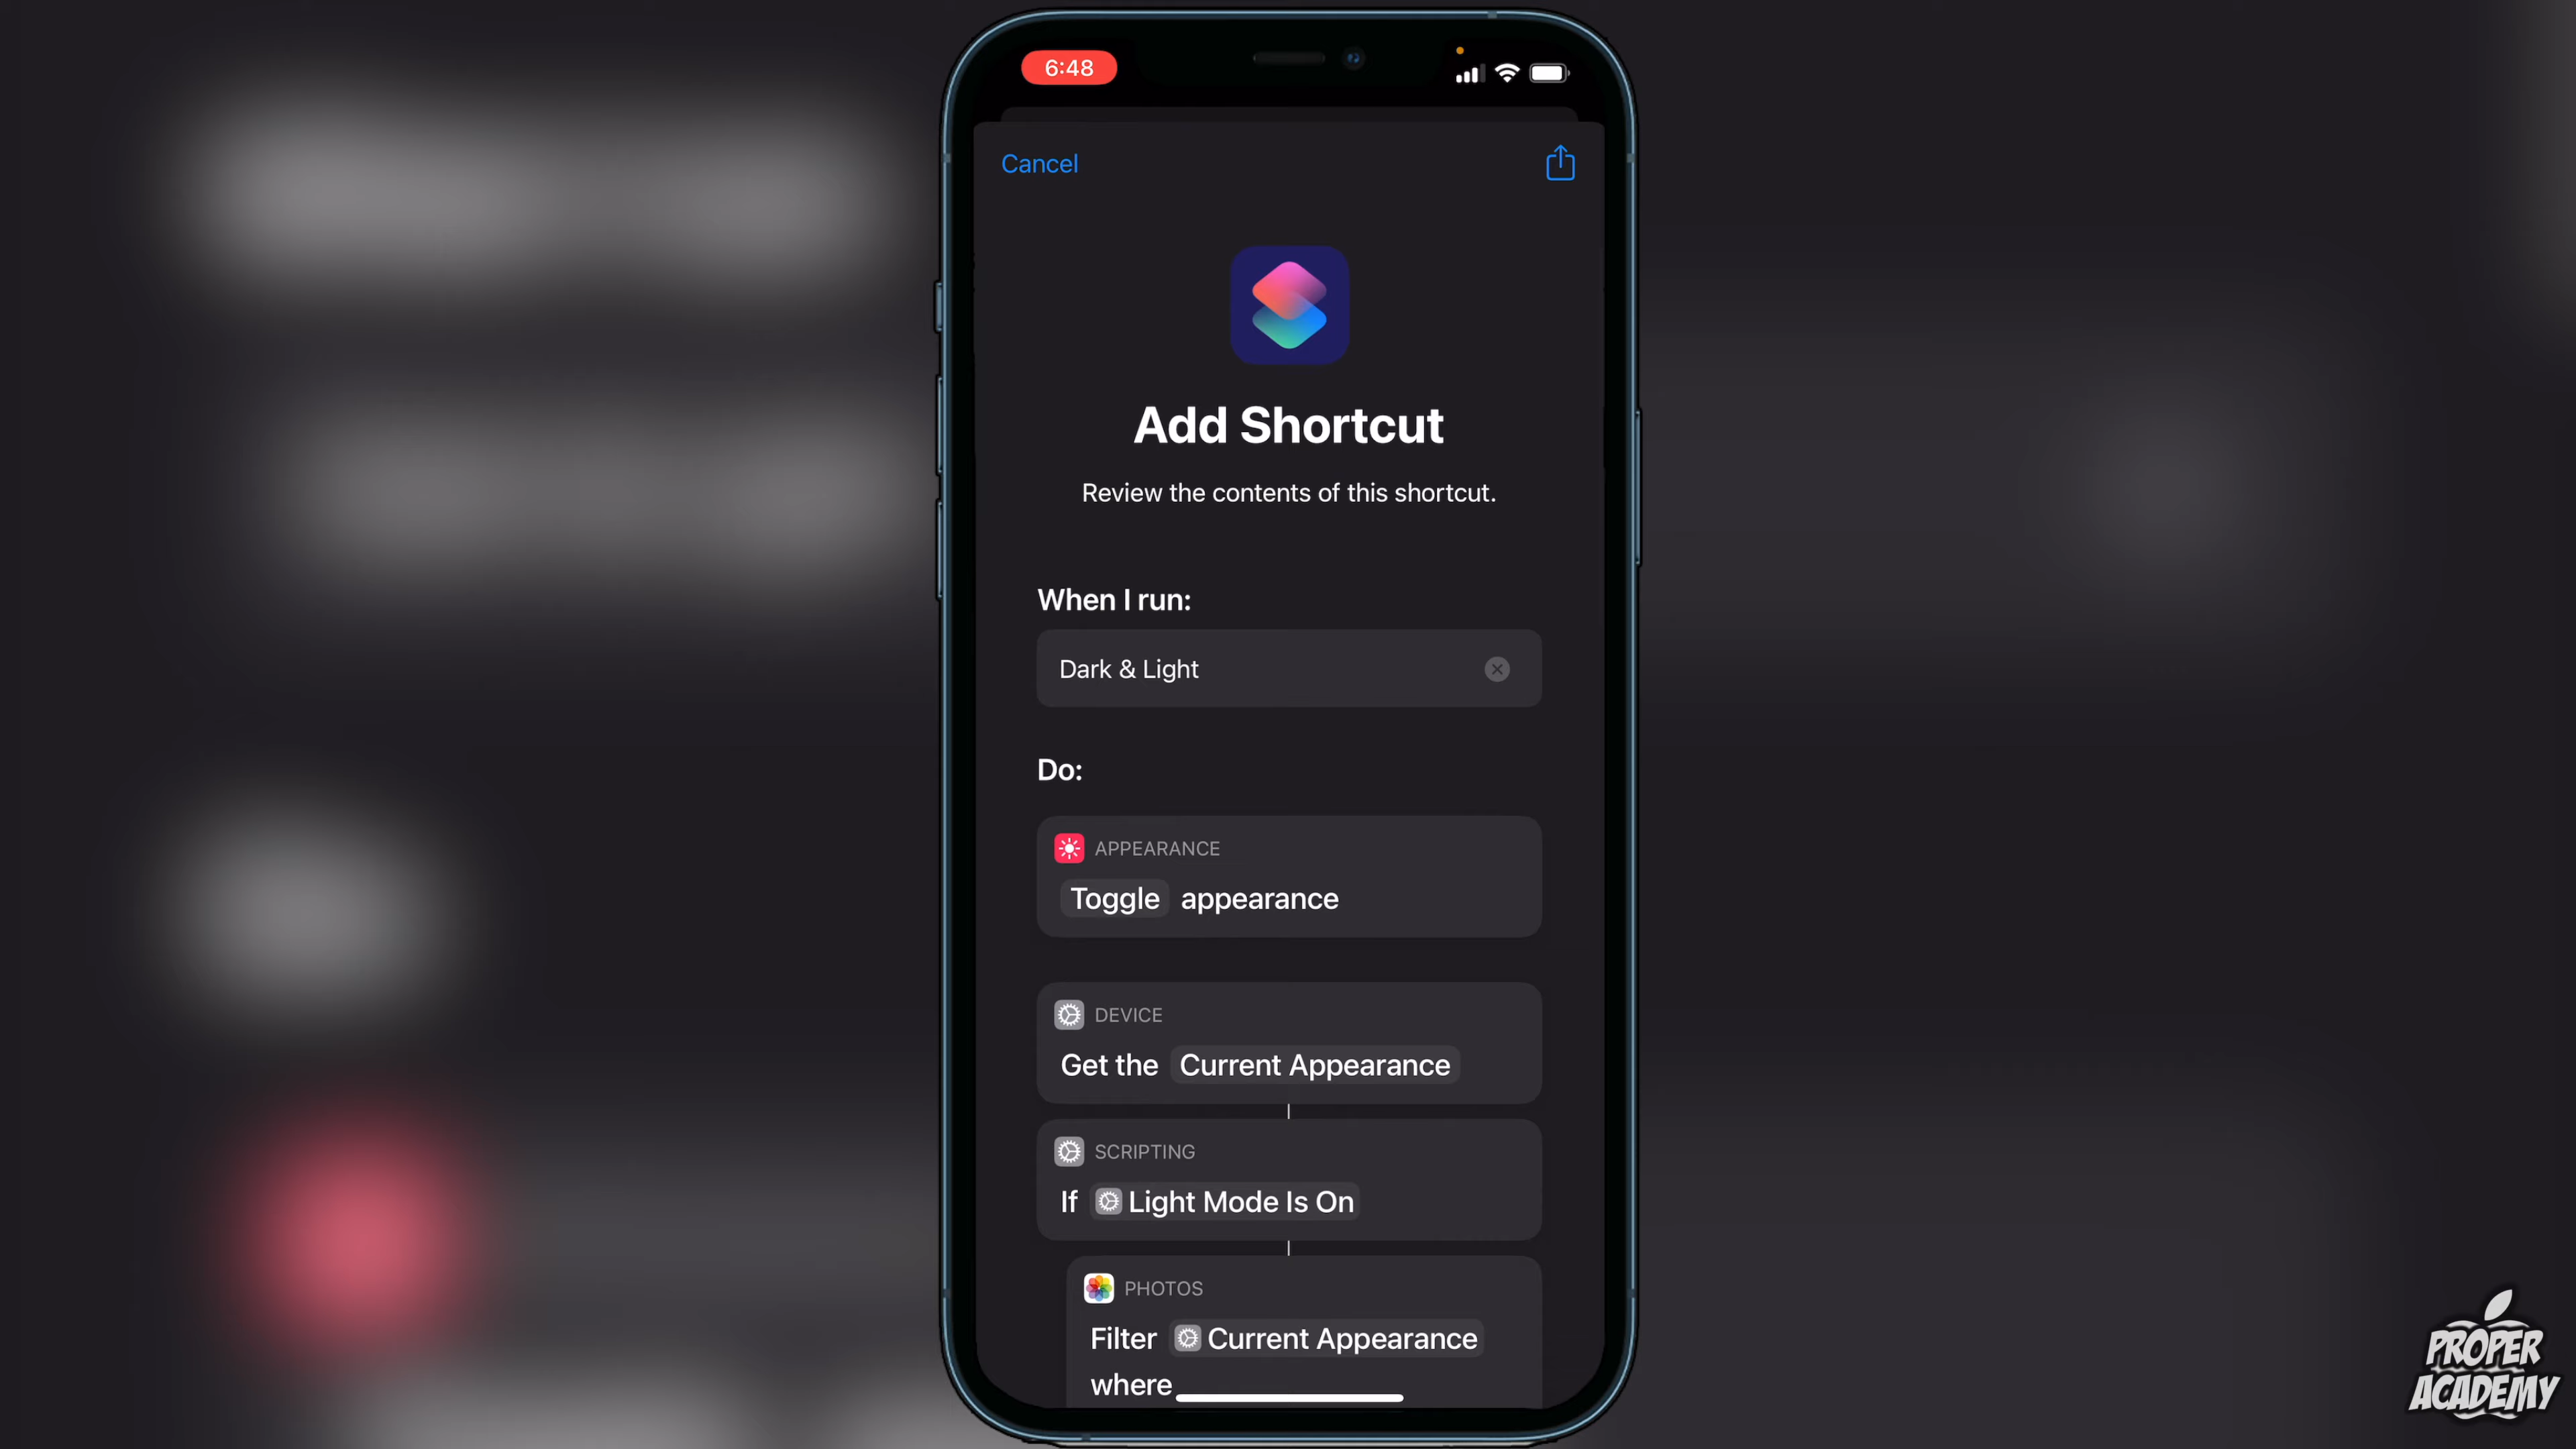 6:48
Cancel
Add Shortcut
Review the contents of this shortcut.
When I run:
Dark & Light
Do:
APPEARANCE
Toggle appearance
DEVICE
Get the Current Appearance
SCRIPTING
If Light Mode Is On
PHOTOS
Filter Current Appearance
where
PROPER
ACADEMY